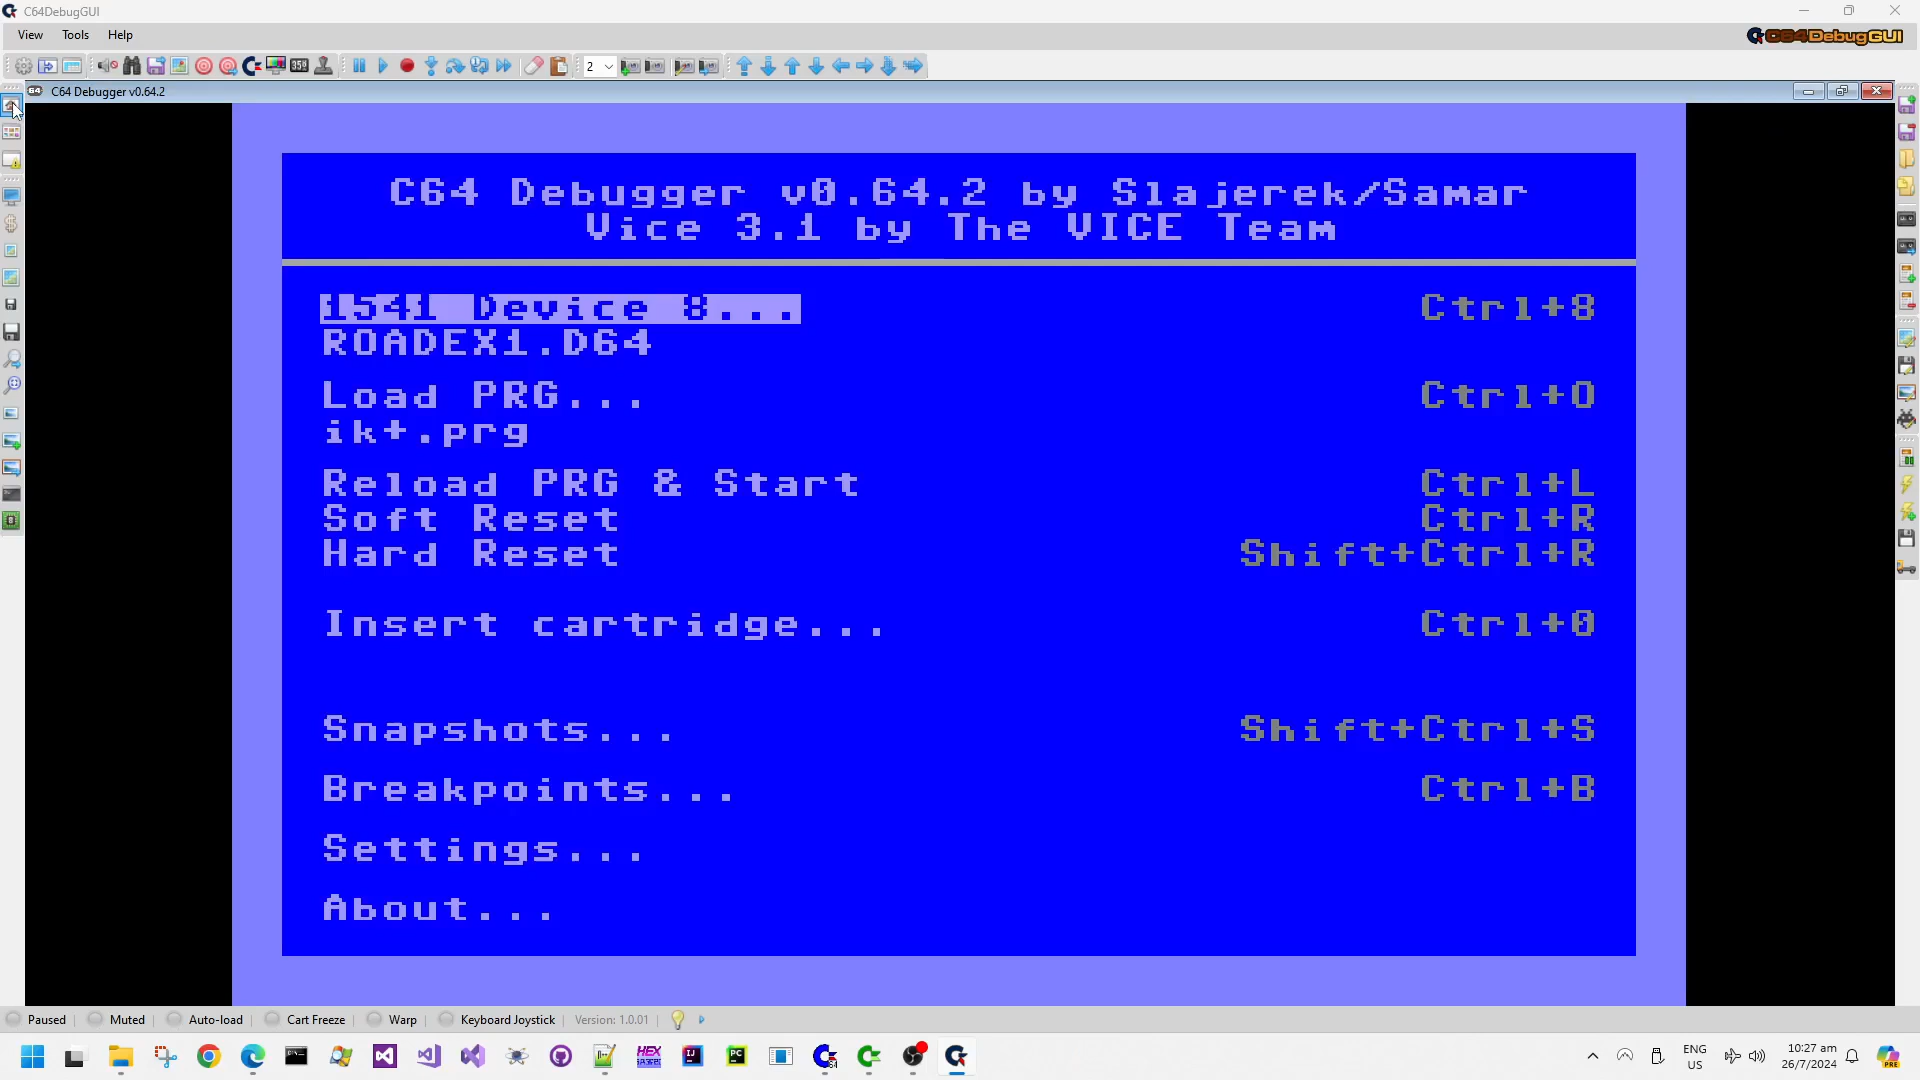 C64DebugGUI
View Tools Help
C64DebugGUI
2
C64 Debugger v0.64.2
C64 Debugger v0.64.2 by Slajerek/Samar
Vice 3.1 by The VICE Team
1541 Device 8... Ctrl+8
ROADEX1.D64
Load PRG... Ctrl+O
ik+.prg
Reload PRG & Start Ctrl+L
Soft Reset Ctrl+R
Hard Reset Shift+Ctrl+R
Insert cartridge... Ctrl+0
Snapshots... Shift+Ctrl+S
Breakpoints... Ctrl+B
Settings...
About...
Paused Muted Auto-load Cart Freeze Warp Keyboard Joystick Version: 1.0.01
ENG
US
10:27 am
26/7/2024